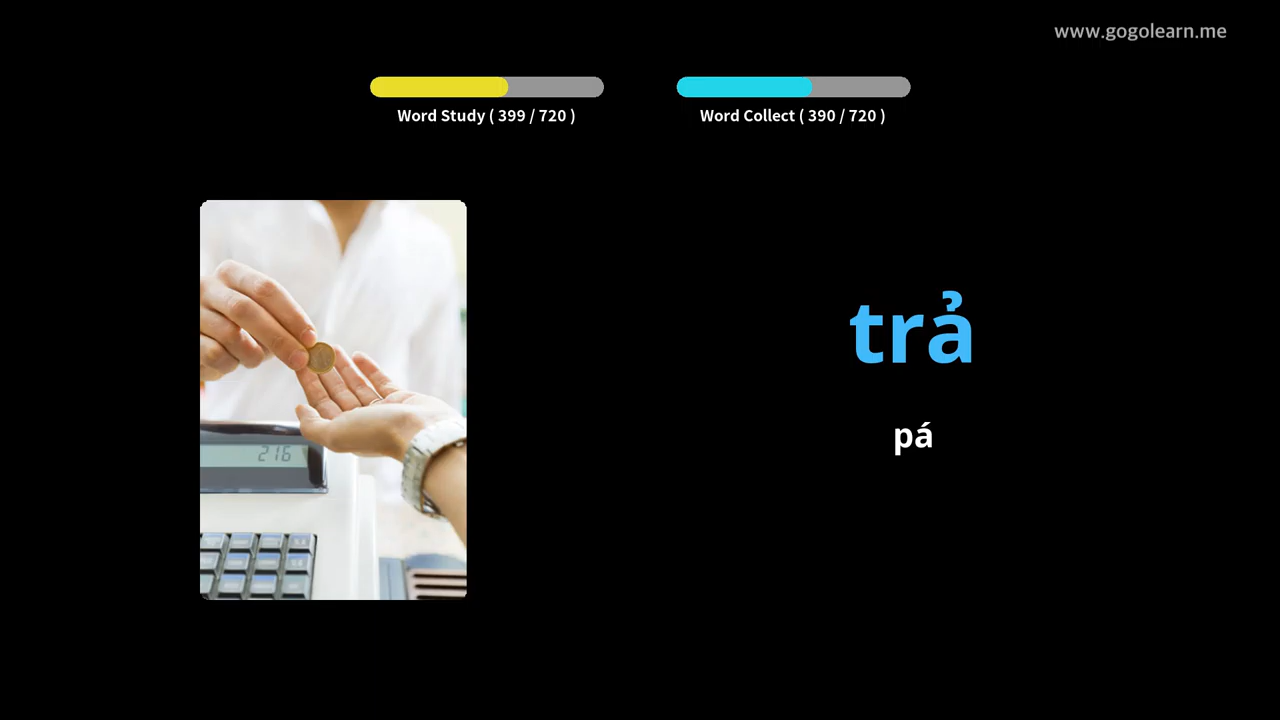 www.gogolearn.me
Word Study ( 399 / 720 )
Word Collect ( 390 / 720 )
trả
pá
216